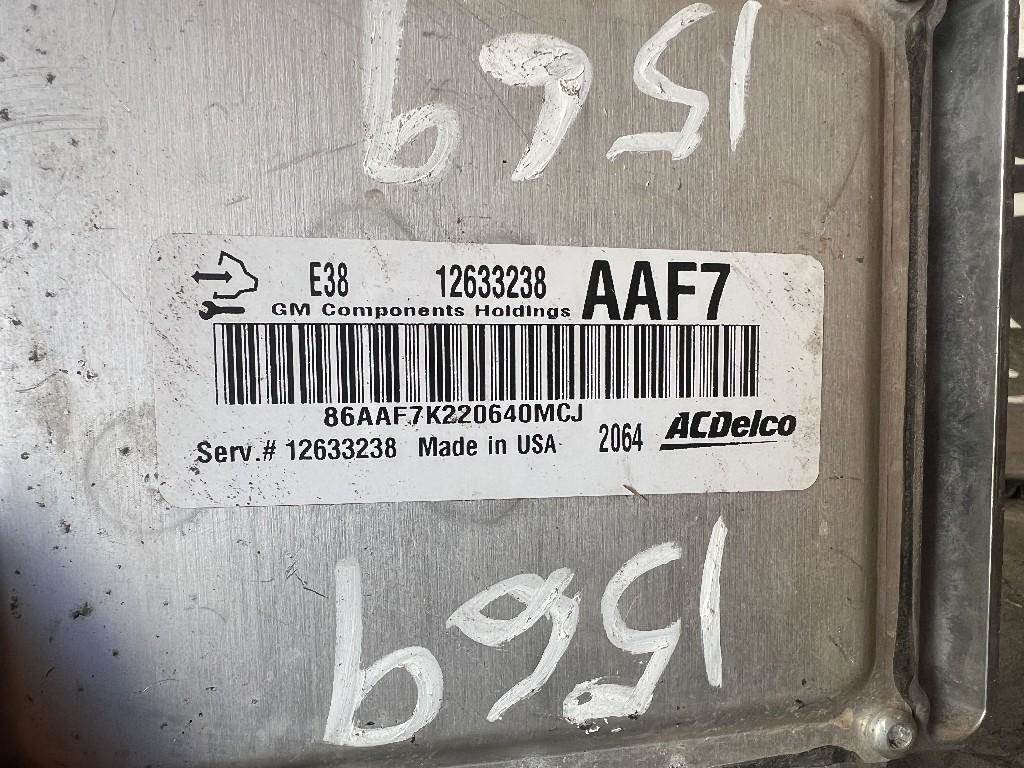 1569
E38 12633238 AAF7
GM Components Holdings
86AAF7K220640MCJ
Serv.# 12633238 Made in USA 2064 ACDelco
1569